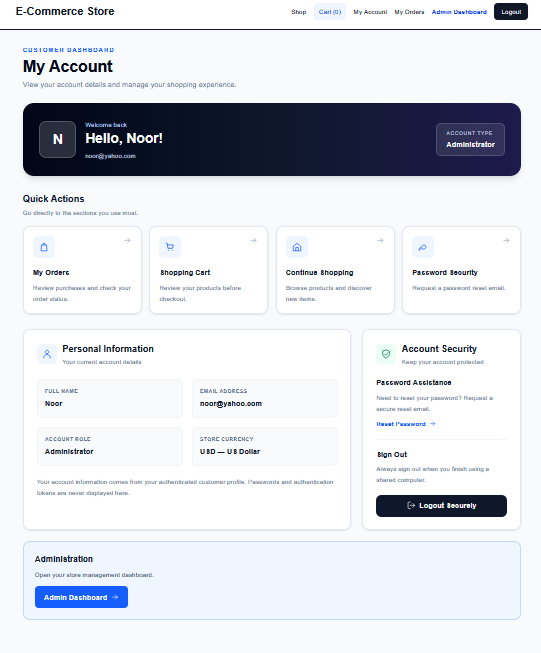 E-Commerce Store
Shop
Cart (0)
My Account
My Orders
Admin Dashboard
Logout
CUSTOMER DASHBOARD
My Account
View your account details and manage your shopping experience.
N
Welcome back
Hello, Noor!
noor@yahoo.com
ACCOUNT TYPE
Administrator
Quick Actions
Go directly to the sections you use most.
My Orders
Review purchases and check your
order status.
Shopping Cart
Review your products before
checkout.
Continue Shopping
Browse products and discover
new items.
Password Security
Request a password reset email.
Personal Information
Your current account details
FULL NAME
Noor
EMAIL ADDRESS
noor@yahoo.com
ACCOUNT ROLE
Administrator
STORE CURRENCY
USD — US Dollar
Your account information comes from your authenticated customer profile. Passwords and authentication
tokens are never displayed here.
Account Security
Keep your account protected
Password Assistance
Need to reset your password? Request a
secure reset email.
Reset Password →
Sign Out
Always sign out when you finish using a
shared computer.
Logout Securely
Administration
Open your store management dashboard.
Admin Dashboard →